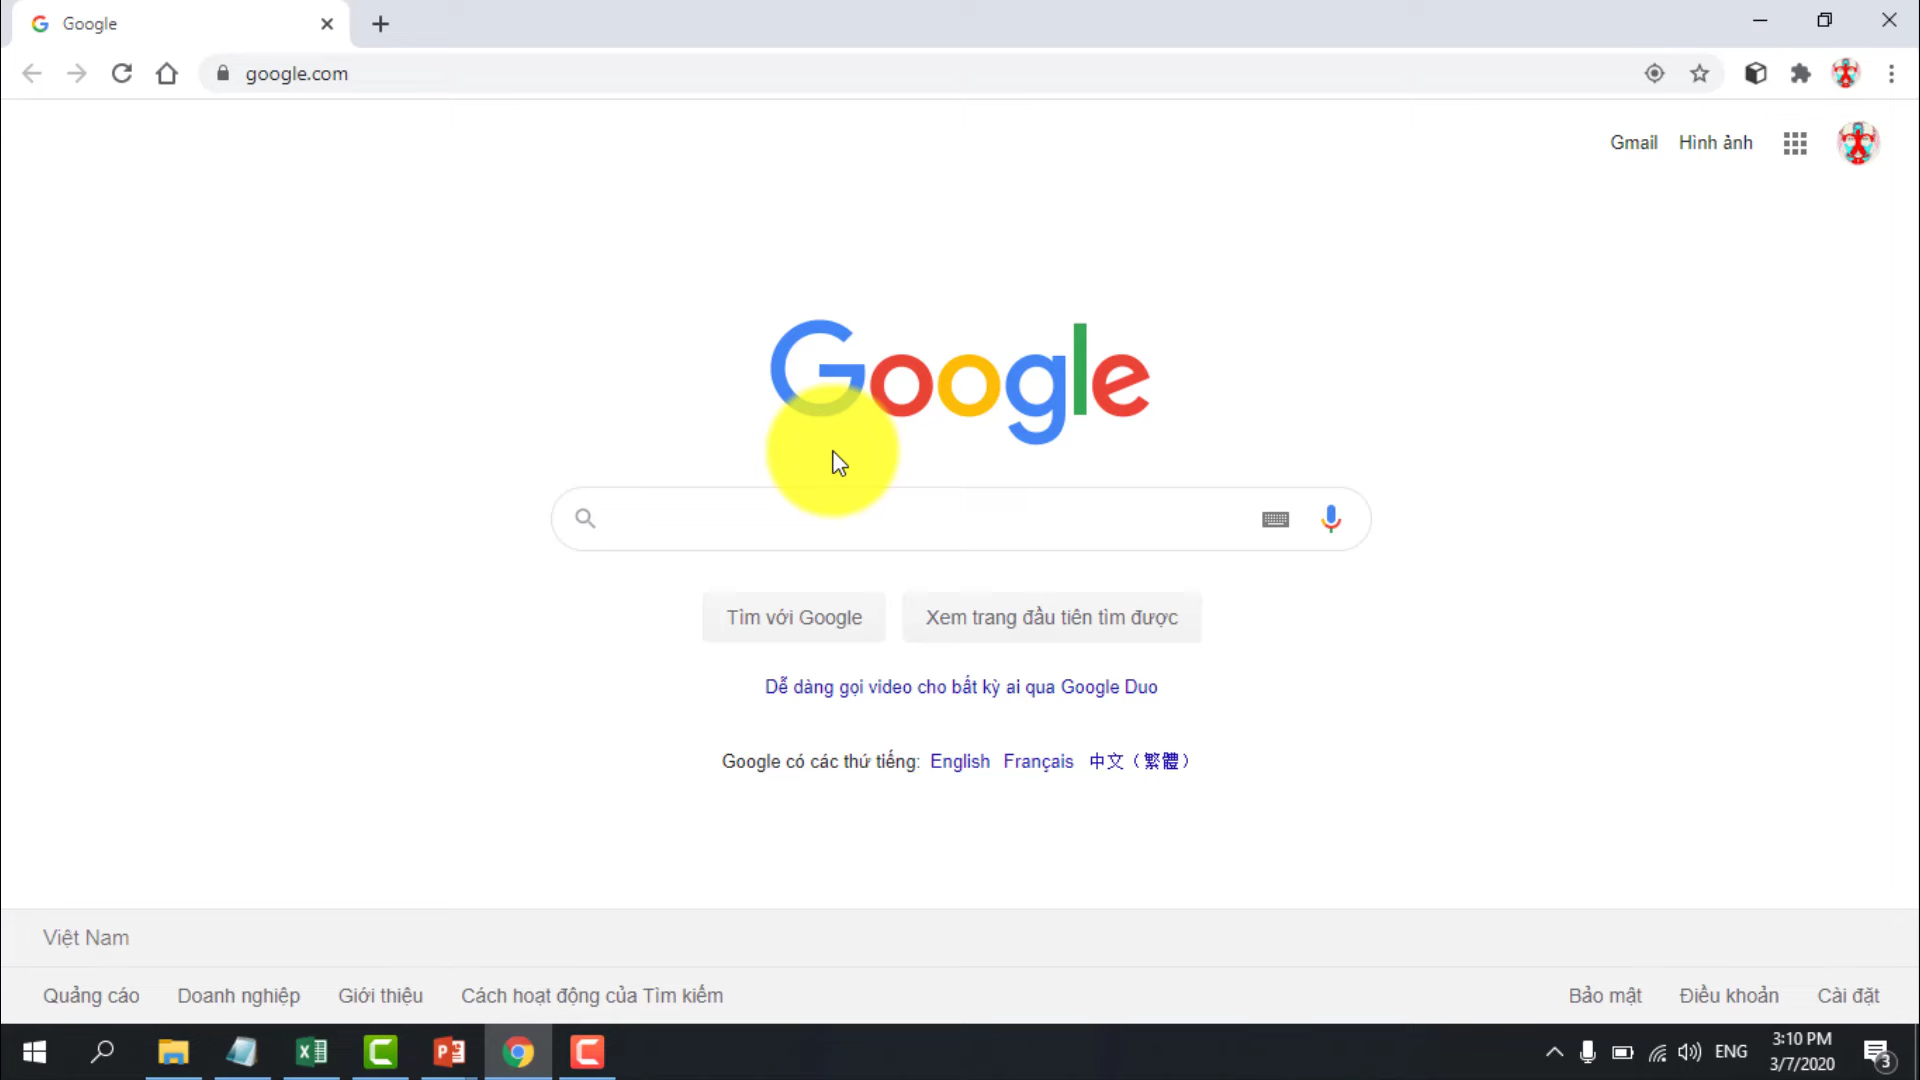 Google
google.com
Gmail Hình ảnh
Google
Tìm với Google Xem trang đầu tiên tìm được
Dễ dàng gọi video cho bất kỳ ai qua Google Duo
Google có các thứ tiếng: English Français 中文（繁體）
Việt Nam
Quảng cáo Doanh nghiệp Giới thiệu Cách hoạt động của Tìm kiếm Bảo mật Điều khoản Cài đặt
ENG
3:10 PM
3/7/2020
3